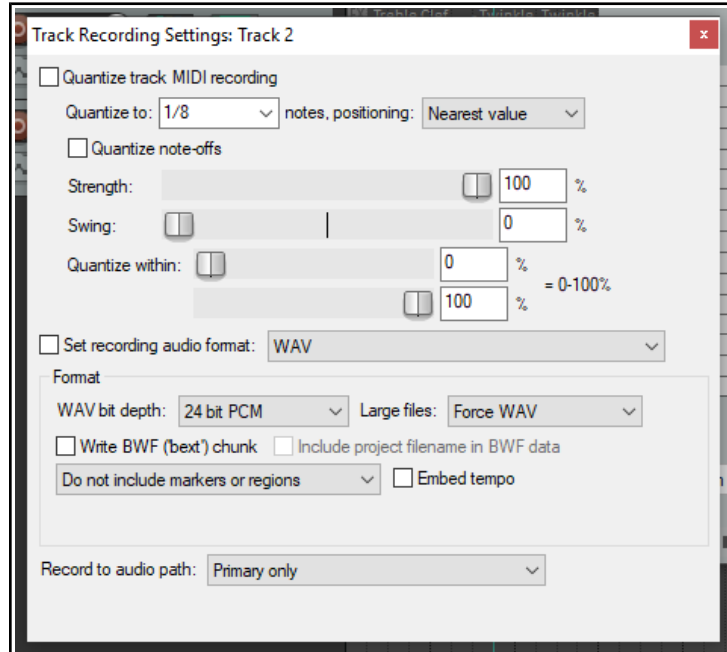 Treble Clef - Twinkle, Twinkle
Track Recording Settings: Track 2
x
Quantize track MIDI recording
Quantize to: 1/8 notes, positioning: Nearest value
Quantize note-offs
Strength: 100 %
Swing: 0 %
Quantize within: 0 %
= 0-100%
100 %
Set recording audio format: WAV
Format
WAV bit depth: 24 bit PCM Large files: Force WAV
Write BWF ('bext') chunk Include project filename in BWF data
Do not include markers or regions Embed tempo
Record to audio path: Primary only